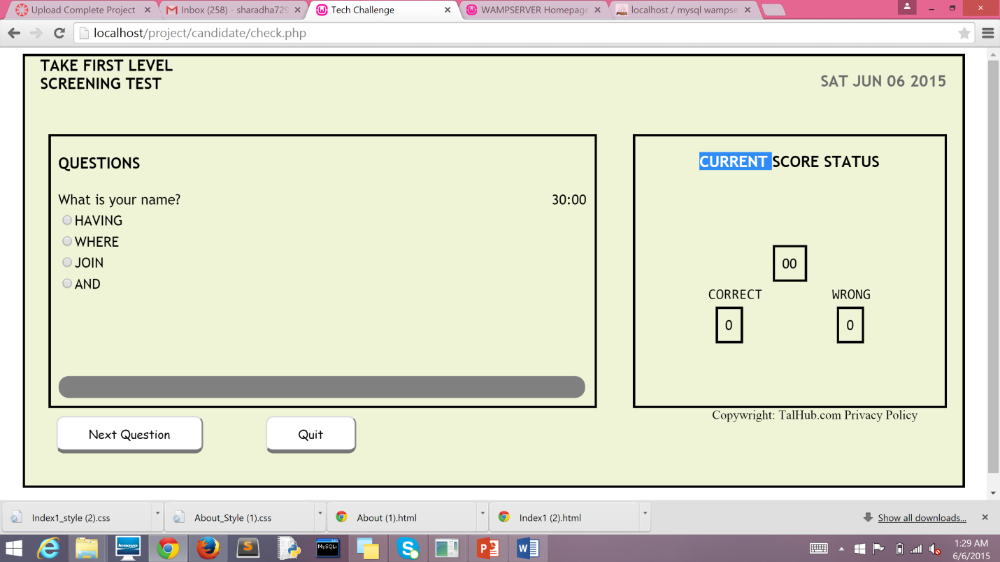 Upload Complete Project
Inbox (258) - sharadha729
Tech Challenge
WAMPSERVER Homepage
localhost / mysql wampse
localhost/project/candidate/check.php
TAKE FIRST LEVEL
SCREENING TEST
SAT JUN 06 2015
QUESTIONS
What is your name?
30:00
HAVING
WHERE
JOIN
AND
Next Question
Quit
CURRENT SCORE STATUS
00
CORRECT
WRONG
0
0
Copywright: TalHub.com Privacy Policy
Index1_style (2).css
About_Style (1).css
About (1).html
Index1 (2).html
Show all downloads...
lenovo
MySQL
1:29 AM
6/6/2015